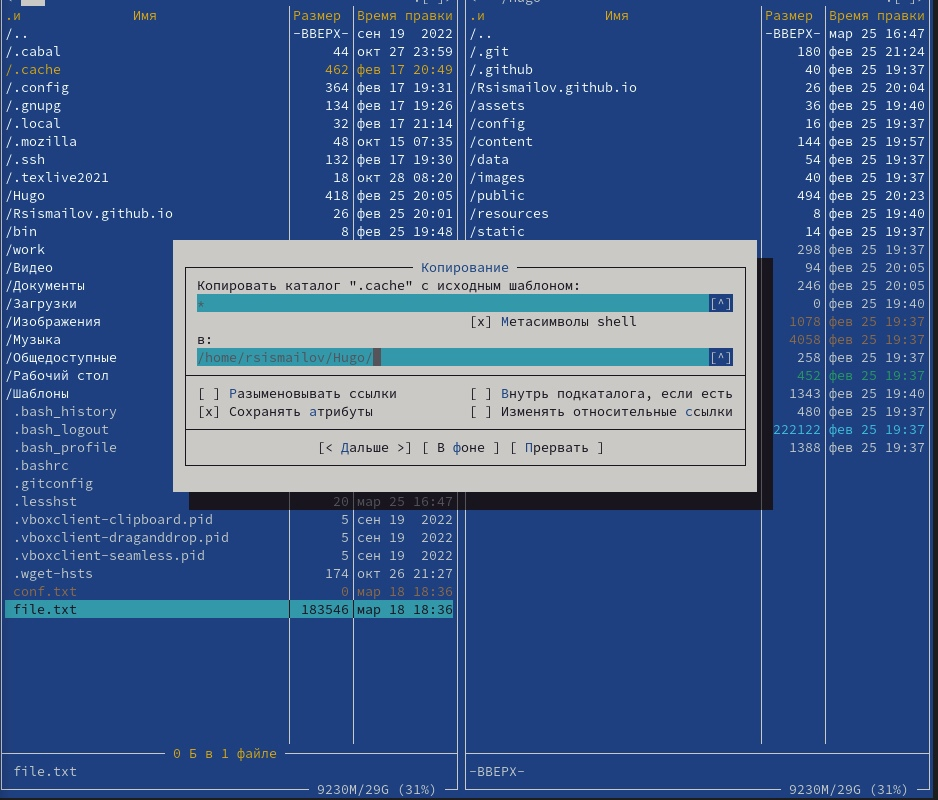 .и Имя Размер Время правки .и Имя Размер Время правки
/.. -ВВЕРХ- сен 19 2022 /.. -ВВЕРХ- мар 25 16:47
/.cabal 44 окт 27 23:59 /.git 180 фев 25 21:24
/.cache 462 фев 17 20:49 /.github 40 фев 25 19:37
/.config 364 фев 17 19:31 /Rsismailov.github.io 26 фев 25 20:04
/.gnupg 134 фев 17 19:26 /assets 36 фев 25 19:40
/.local 32 фев 17 21:14 /config 16 фев 25 19:37
/.mozilla 48 окт 15 07:35 /content 144 фев 25 19:57
/.ssh 132 фев 17 19:30 /data 54 фев 25 19:37
/.texlive2021 18 окт 28 08:20 /images 40 фев 25 19:37
/Hugo 418 фев 25 20:05 /public 494 фев 25 20:23
/Rsismailov.github.io 26 фев 25 20:01 /resources 8 фев 25 19:40
/bin 8 фев 25 19:48 /static 14 фев 25 19:37
/work 298 фев 25 19:37
/Видео 94 фев 25 20:05
/Документы 246 фев 25 20:05
/Загрузки 0 фев 25 19:40
/Изображения 1078 фев 25 19:37
/Музыка 4058 фев 25 19:37
/Общедоступные 258 фев 25 19:37
/Рабочий стол 452 фев 25 19:37
/Шаблоны 1343 фев 25 19:40
.bash_history 480 фев 25 19:37
.bash_logout 222122 фев 25 19:37
.bash_profile 1388 фев 25 19:37
.bashrc
.gitconfig
.lesshst 20 мар 25 16:47
.vboxclient-clipboard.pid 5 сен 19 2022
.vboxclient-draganddrop.pid 5 сен 19 2022
.vboxclient-seamless.pid 5 сен 19 2022
.wget-hsts 174 окт 26 21:27
conf.txt 0 мар 18 18:36
file.txt 183546 мар 18 18:36
Копирование
Копировать каталог ".cache" с исходным шаблоном:
* [^]
[x] Метасимволы shell
в:
/home/rsismailov/Hugo/ [^]
[ ] Разыменовывать ссылки [ ] Внутрь подкаталога, если есть
[x] Сохранять атрибуты [ ] Изменять относительные ссылки
[< Дальше >] [ В фоне ] [ Прервать ]
0 Б в 1 файле
file.txt -ВВЕРХ-
9230M/29G (31%) 9230M/29G (31%)